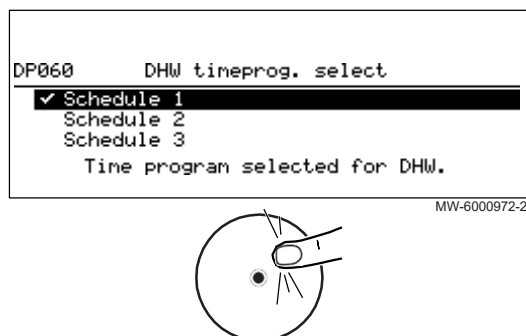 DP060 DHW timeprog. select
✔ Schedule 1
Schedule 2
Schedule 3
Time program selected for DHW.
MW-6000972-2